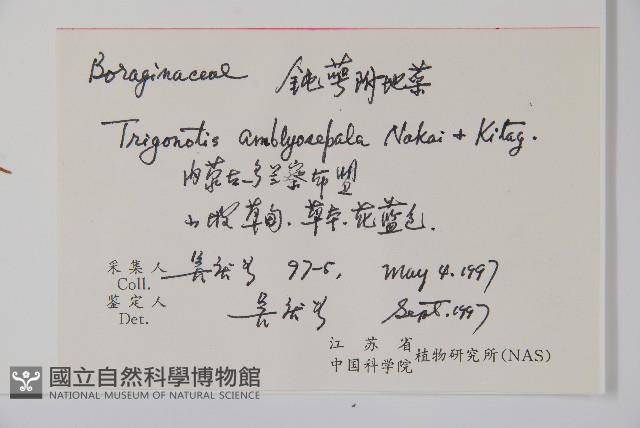 Boraginaceae 鈍萼附地菜
Trigonotis amblyosepala Nakai + Kitag.
内蒙古乌兰察布盟
山坡草甸、草本、花蓝色.
采集人
Coll. 97-5, May 4. 1997
鉴定人
Det. Sept. 1997
江苏省
中国科学院 植物研究所(NAS)
國立自然科學博物館
NATIONAL MUSEUM OF NATURAL SCIENCE